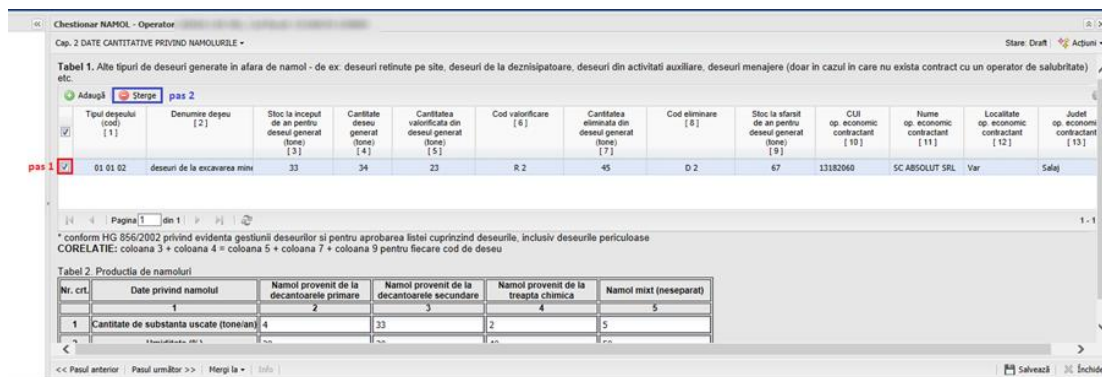 Chestionar NAMOL - Operator
Cap. 2 DATE CANTITATIVE PRIVIND NAMOLURILE
Stare: Draft Acțiuni
Tabel 1. Alte tipuri de deseuri generate in afara de namol - de ex: deseuri retinute pe site, deseuri de la deznisipatoare, deseuri din activitati auxiliare, deseuri menajere (doar in cazul in care nu exista contract cu un operator de salubritate)
etc.
Adaugă Șterge pas 2
Tipul deșeului (cod) [ 1 ]
Denumire deșeu [ 2 ]
Stoc la inceput de an pentru deseul generat (tone) [ 3 ]
Cantitate deseu generat (tone) [ 4 ]
Cantitatea valorificata din deseul generat (tone) [ 5 ]
Cod valorificare [ 6 ]
Cantitatea eliminata din deseul generat (tone) [ 7 ]
Cod eliminare [ 8 ]
Stoc la sfarsit de an pentru deseul generat (tone) [ 9 ]
CUI op. economic contractant [ 10 ]
Nume op. economic contractant [ 11 ]
Localitate op. economic contractant [ 12 ]
Judet op. economi contractant [ 13 ]
pas 1
01 01 02 deseuri de la excavarea mine 33 34 23 R 2 45 D 2 67 13182060 SC ABSOLUT SRL Var Salaj
Pagina 1 din 1
1 - 1
* conform HG 856/2002 privind evidenta gestiunii deseurilor si pentru aprobarea listei cuprinzind deseurile, inclusiv deseurile periculoase
CORELATIE: coloana 3 + coloana 4 = coloana 5 + coloana 7 + coloana 9 pentru fiecare cod de deseu
Tabel 2. Productia de namoluri
Nr. crt. Date privind namolul
Namol provenit de la decantoarele primare
Namol provenit de la decantoarele secundare
Namol provenit de la treapta chimica
Namol mixt (neseparat)
1 2 3 4 5
1 Cantitate de substanta uscate (tone/an) 4 33 2 5
<< Pasul anterior Pasul următor >> Mergi la Info
Salvează Închide